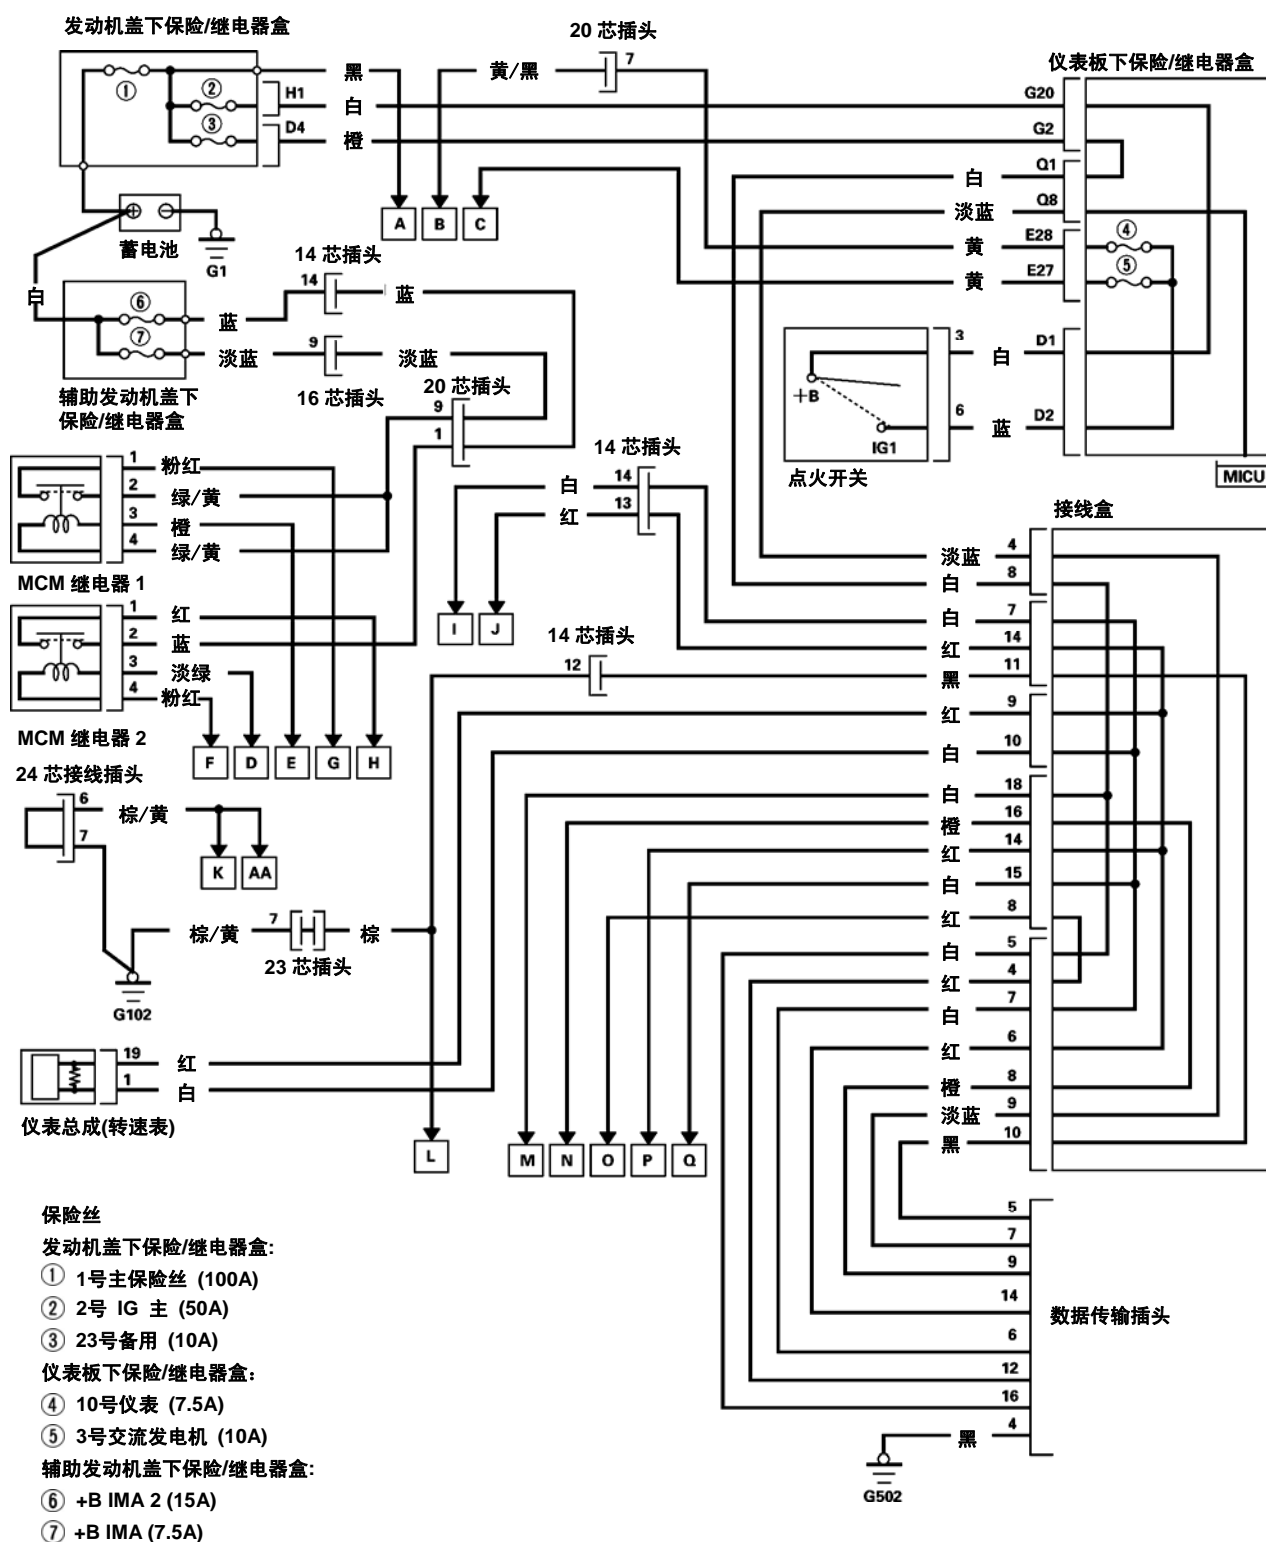 发动机盖下保险/继电器盒
20 芯插头
7
黄/黑
仪表板下保险/继电器盒
黑
①
②
H1
白
G20
③
D4
橙
G2
Q1
白
Q8
淡蓝
A
B
C
蓄电池
G1
14 芯插头
E28
黄
④
E27
黄
⑤
白
14
蓝
⑥
蓝
⑦
淡蓝
9
淡蓝
16 芯插头
辅助发动机盖下
保险/继电器盒
20 芯插头
9
1
3
白
D1
+B
6
蓝
D2
IG1
点火开关
MICU
14 芯插头
白
14
红
13
1
粉红
2
绿/黄
3
橙
4
绿/黄
MCM 继电器 1
接线盒
淡蓝
4
白
8
1
红
2
蓝
3
淡绿
4
粉红
MCM 继电器 2
I
J
14 芯插头
12
白
7
红
14
黑
11
红
9
白
10
F
D
E
G
H
24 芯接线插头
6
棕/黄
7
K
AA
白
18
橙
16
红
14
白
15
红
8
棕/黄
7
棕
23 芯插头
G102
白
5
红
4
白
7
红
6
橙
8
淡蓝
9
黑
10
19
红
1
白
仪表总成(转速表)
L
M
N
O
P
Q
5
7
9
14
6
12
16
4
数据传输插头
黑
G502
保险丝
发动机盖下保险/继电器盒:
① 1号主保险丝 (100A)
② 2号 IG 主 (50A)
③ 23号备用 (10A)
仪表板下保险/继电器盒：
④ 10号仪表 (7.5A)
⑤ 3号交流发电机 (10A)
辅助发动机盖下保险/继电器盒:
⑥ +B IMA 2 (15A)
⑦ +B IMA (7.5A)